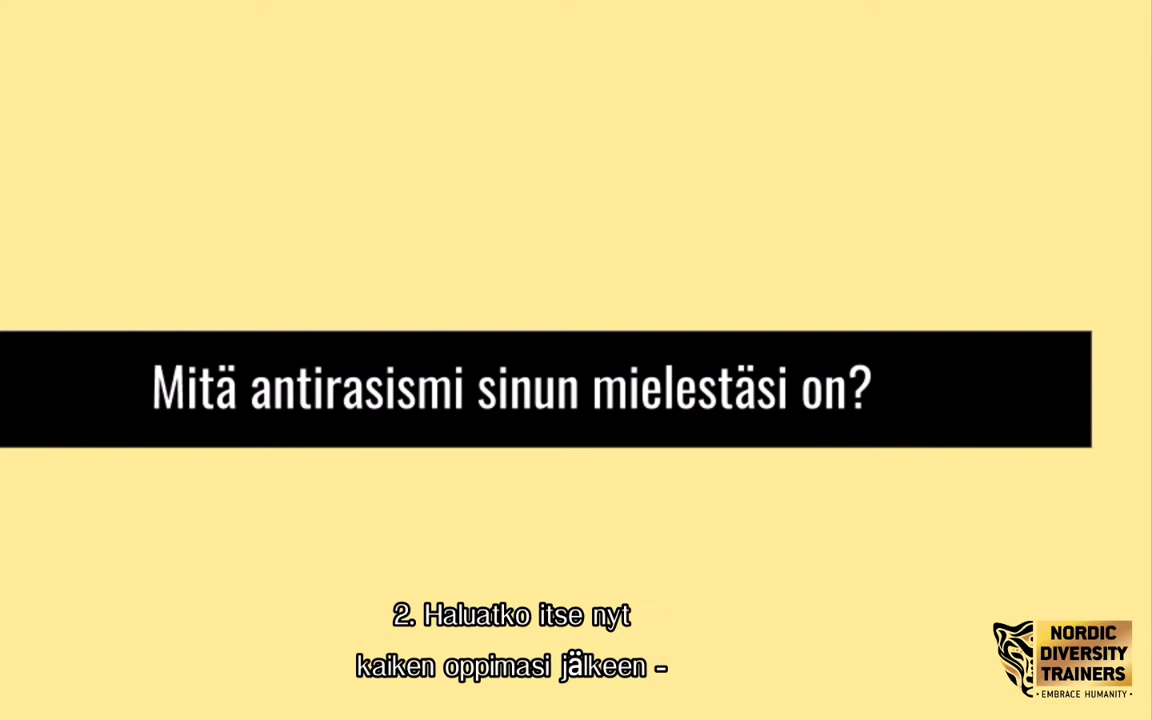 Mitä antirasismi sinun mielestäsi on?
2. Haluatko itse nyt
kaiken oppimasi jälkeen -
NORDIC
DIVERSITY
TRAINERS
• EMBRACE HUMANITY •